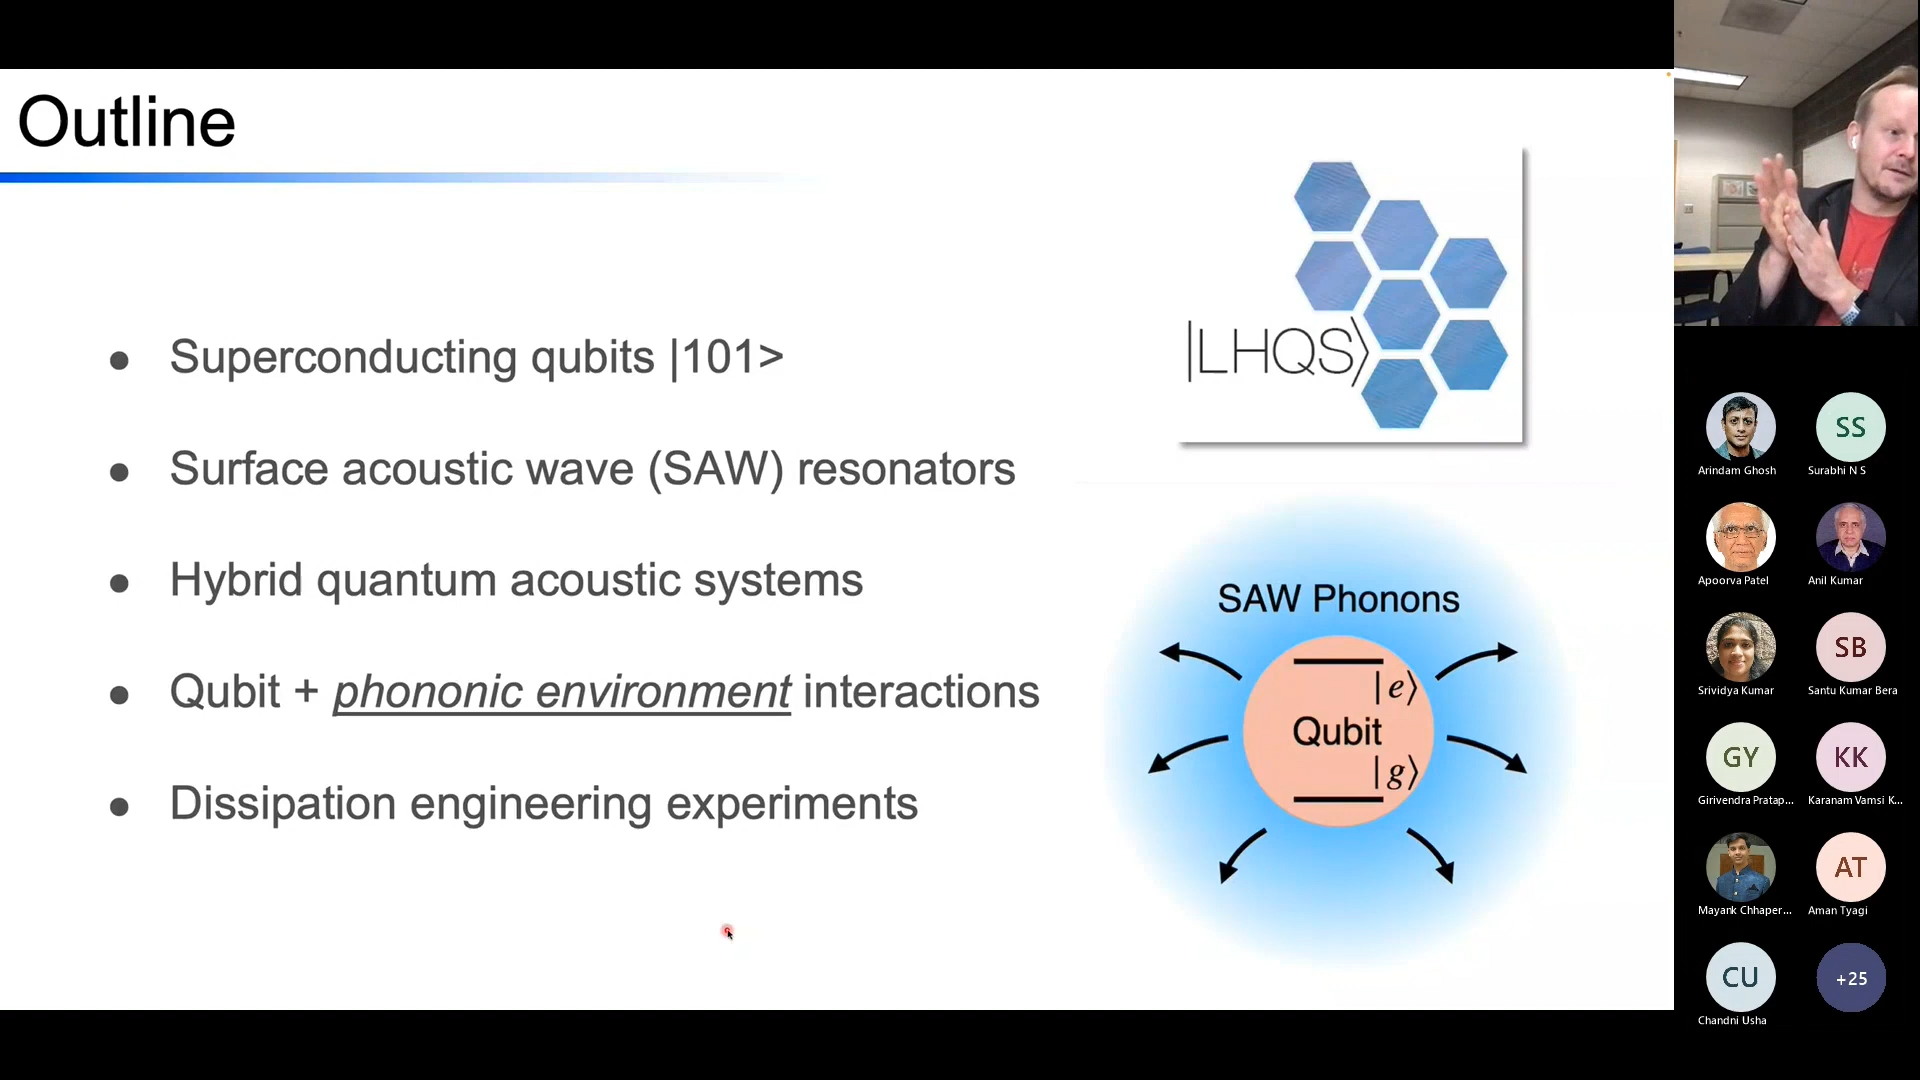 Outline
● Superconducting qubits |101>
● Surface acoustic wave (SAW) resonators
● Hybrid quantum acoustic systems
● Qubit + phononic environment interactions
● Dissipation engineering experiments
|LHQS⟩
SAW Phonons
|e⟩
Qubit
|g⟩
SS
Arindam Ghosh
Surabhi N S
Apoorva Patel
Anil Kumar
SB
Srividya Kumar
Santu Kumar Bera
GY
KK
Girivendra Pratap...
Karanam Vamsi K...
AT
Mayank Chhaper...
Aman Tyagi
CU
+25
Chandni Usha